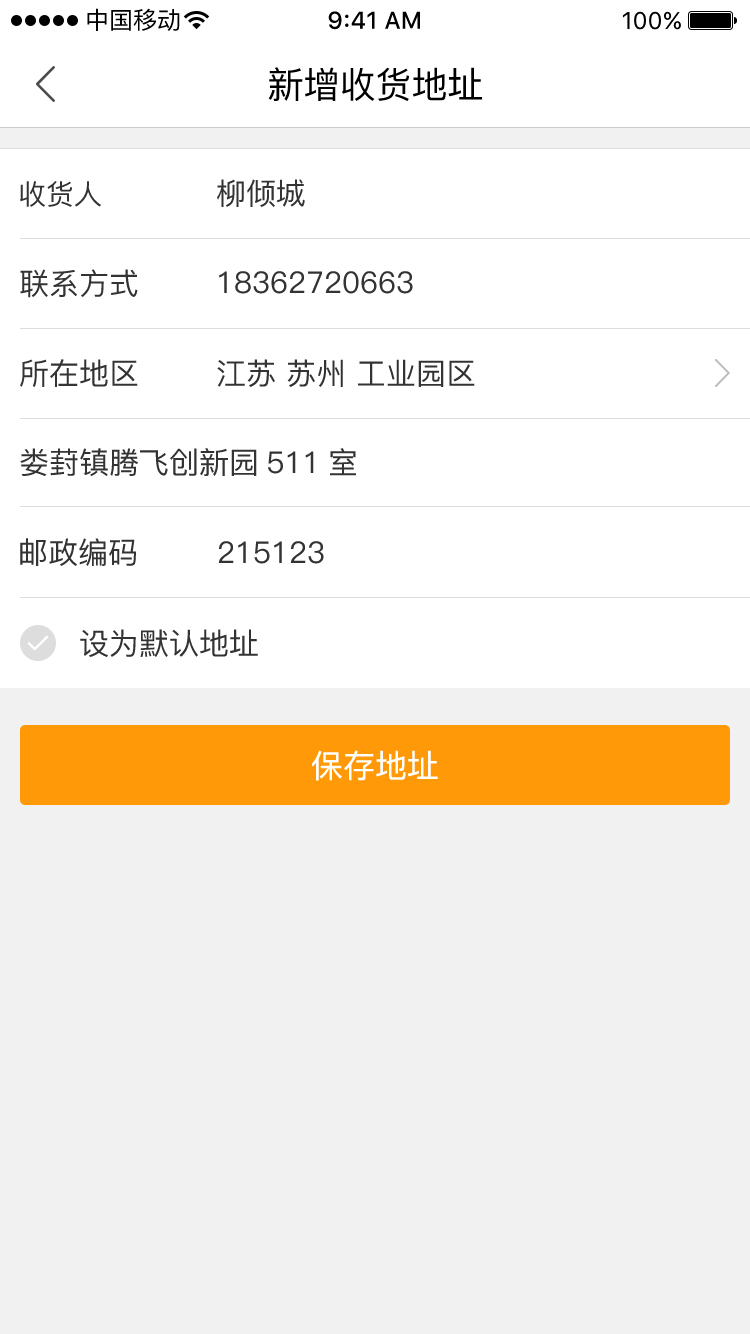 中国移动 9:41 AM 100%
新增收货地址
收货人 柳倾城
联系方式 18362720663
所在地区 江苏 苏州 工业园区
娄葑镇腾飞创新园 511 室
邮政编码 215123
设为默认地址
保存地址